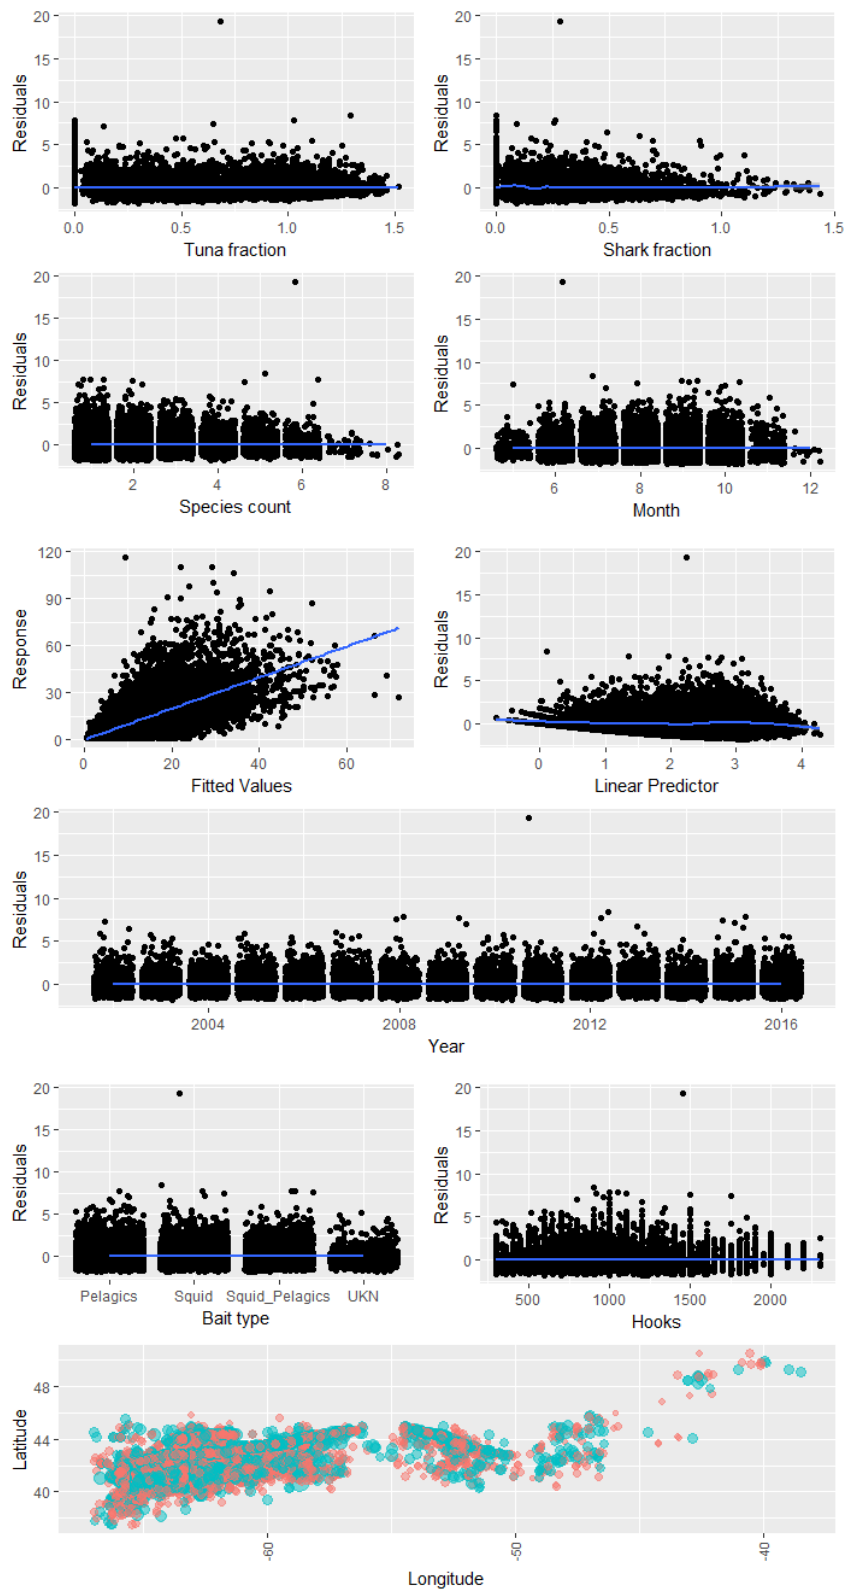 20
15
10
5
0
Residuals
0.0 0.5 1.0 1.5
Tuna fraction
20
15
10
5
0
Residuals
0.0 0.5 1.0 1.5
Shark fraction
20
15
10
5
0
Residuals
2 4 6 8
Species count
20
15
10
5
0
Residuals
6 8 10 12
Month
120
90
60
30
0
Response
0 20 40 60
Fitted Values
20
15
10
5
0
Residuals
0 1 2 3 4
Linear Predictor
20
15
10
5
0
Residuals
2004 2008 2012 2016
Year
20
15
10
5
0
Residuals
Pelagics Squid Squid_Pelagics UKN
Bait type
20
15
10
5
0
Residuals
500 1000 1500 2000
Hooks
48
44
40
Latitude
-60 -50 -40
Longitude